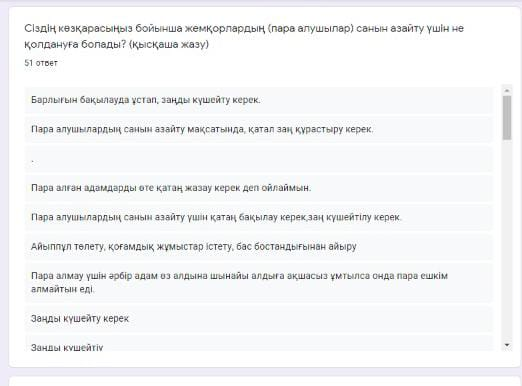 Сіздің көзқарасыңыз бойынша жемқорлардың (пара алушылар) санын азайту үшін не
қолдануға болады? (қысқаша жазу)
51 ответ
Барлығын бақылауда ұстап, заңды күшейту керек.
Пара алушылардың санын азайту мақсатында, қатал заң құрастыру керек.
.
Пара алған адамдарды өте қатаң жазау керек деп ойлаймын.
Пара алушылардың санын азайту үшін қатаң бақылау керек,заң күшейтілу керек.
Айыппұл төлету, қоғамдық жұмыстар істету, бас бостандығынан айыру
Пара алмау үшін әрбір адам өз алдына шынайы алдыға ақшасыз ұмтылса онда пара ешкім
алмайтын еді.
Заңды күшейту керек
Заңды күшейтіу